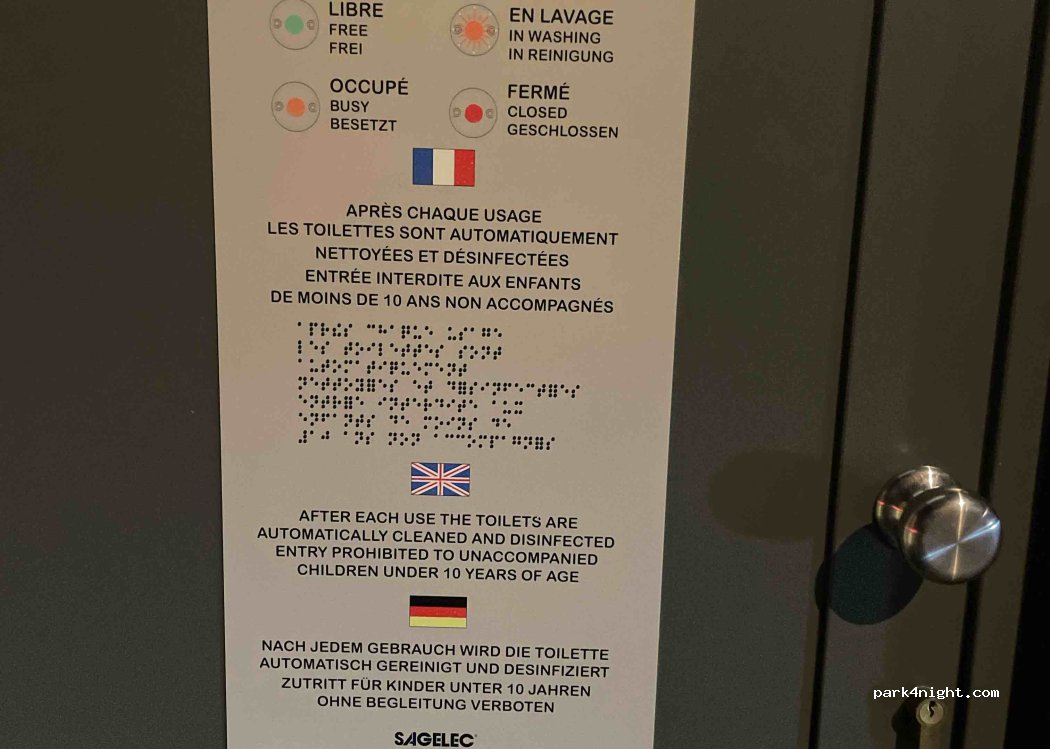 LIBRE
FREE
FREI
EN LAVAGE
IN WASHING
IN REINIGUNG
OCCUPÉ
BUSY
BESETZT
FERMÉ
CLOSED
GESCHLOSSEN
APRÈS CHAQUE USAGE
LES TOILETTES SONT AUTOMATIQUEMENT
NETTOYÉES ET DÉSINFECTÉES
ENTRÉE INTERDITE AUX ENFANTS
DE MOINS DE 10 ANS NON ACCOMPAGNÉS
AFTER EACH USE THE TOILETS ARE
AUTOMATICALLY CLEANED AND DISINFECTED
ENTRY PROHIBITED TO UNACCOMPANIED
CHILDREN UNDER 10 YEARS OF AGE
NACH JEDEM GEBRAUCH WIRD DIE TOILETTE
AUTOMATISCH GEREINIGT UND DESINFIZIERT
ZUTRITT FÜR KINDER UNTER 10 JAHREN
OHNE BEGLEITUNG VERBOTEN
SAGELEC
park4night.com